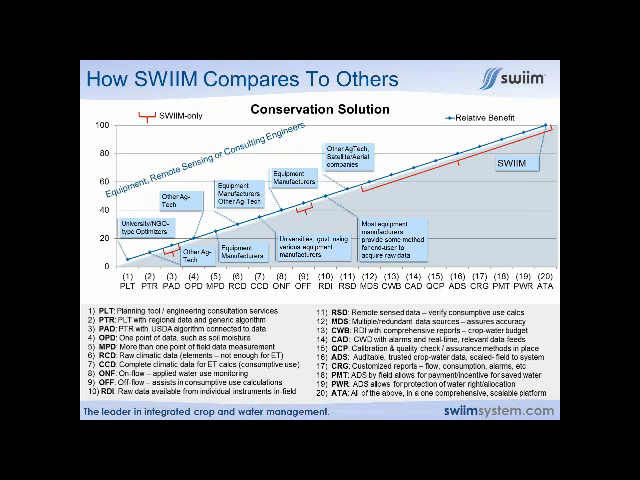 How SWIIM Compares To Others
swiim
Conservation Solution
SWIIM-only
Relative Benefit
100
80
60
40
20
0
Equipment, Remote Sensing or Consulting Engineers
Other AgTech,
Satellite/Aerial
companies
SWIIM
Equipment
Manufacturers
Equipment
Manufacturers
Other Ag-Tech
Other Ag-
Tech
University/NGO-
type Optimizers
Other Ag-
Tech
Equipment
Manufacturers
Universities, govt. using
various equipment
manufacturers
Most equipment
manufacturers
provide some method
for end-user to
acquire raw data
(1) (2) (3) (4) (5) (6) (7) (8) (9) (10) (11) (12) (13) (14) (15) (16) (17) (18) (19) (20)
PLT PTR PAD OPD MPD RCD CCD ONF OFF RDI RSD MDS CWB CAD QCP ADS CRG PMT PWR ATA
1) PLT: Planning tool / engineering consultation services
2) PTR: PLT with regional data and generic algorithm
3) PAD: PTR with USDA algorithm connected to data
4) OPD: One point of data, such as soil moisture
5) MPD: More than one point of field data measurement
6) RCD: Raw climatic data (elements – not enough for ET)
7) CCD: Complete climatic data for ET calcs (consumptive use)
8) ONF: On-flow – applied water use monitoring
9) OFF: Off-flow – assists in consumptive use calculations
10) RDI: Raw data available from individual instruments in-field
11) RSD: Remote sensed data – verify consumptive use calcs
12) MDS: Multiple/redundant data sources – assures accuracy
13) CWB: RDI with comprehensive reports – crop-water budget
14) CAD: CWD with alarms and real-time, relevant data feeds
15) QCP: Calibration & quality check / assurance methods in place
16) ADS: Auditable, trusted crop-water data, scaled- field to system
17) CRG: Customized reports – flow, consumption, alarms, etc
18) PMT: ADS by field allows for payment/incentive for saved water
19) PWR: ADS allows for protection of water right/allocation
20) ATA: All of the above, in a one comprehensive, scalable platform
The leader in integrated crop and water management.
swiimsystem.com